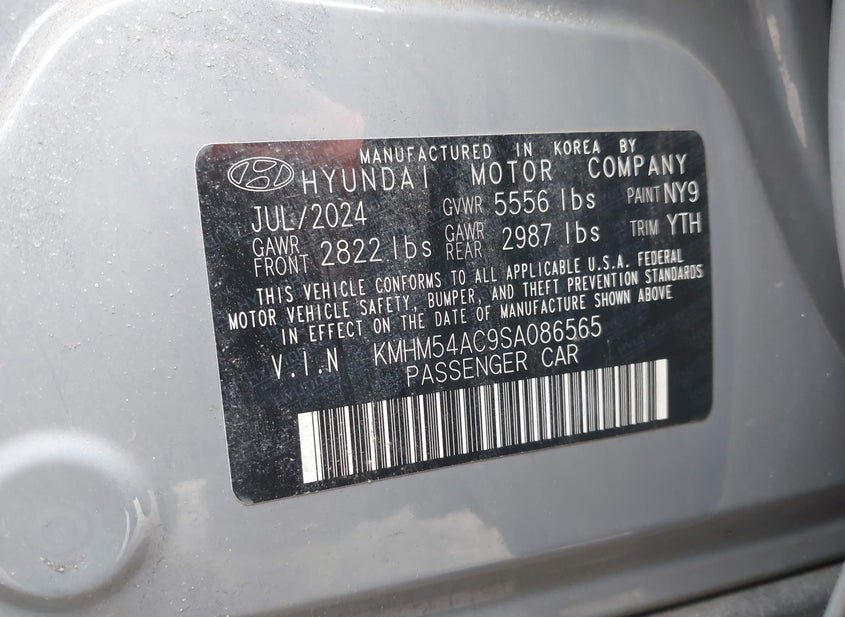 MANUFACTURED IN KOREA BY
HYUNDAI MOTOR COMPANY
JUL/2024 GVWR 5556 lbs PAINT NY9
GAWR FRONT 2822 lbs GAWR REAR 2987 lbs TRIM YTH
THIS VEHICLE CONFORMS TO ALL APPLICABLE U.S.A. FEDERAL
MOTOR VEHICLE SAFETY, BUMPER, AND THEFT PREVENTION STANDARDS
IN EFFECT ON THE DATE OF MANUFACTURE SHOWN ABOVE
V.I.N KMHM54AC9SA086565
PASSENGER CAR